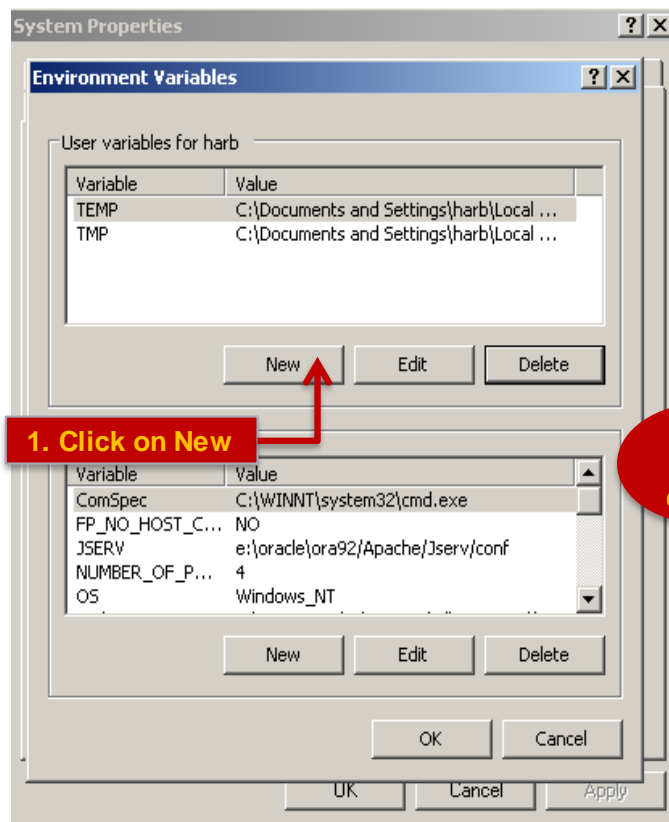 System Properties
Environment Variables
User variables for harb
Variable Value
TEMP C:\Documents and Settings\harb\Local ...
TMP C:\Documents and Settings\harb\Local ...
New Edit Delete
1. Click on New
Variable Value
ComSpec C:\WINNT\system32\cmd.exe
FP_NO_HOST_C... NO
JSERV e:\oracle\ora92/Apache/Jserv/conf
NUMBER_OF_P... 4
OS Windows_NT
New Edit Delete
OK Cancel
OK Cancel Apply